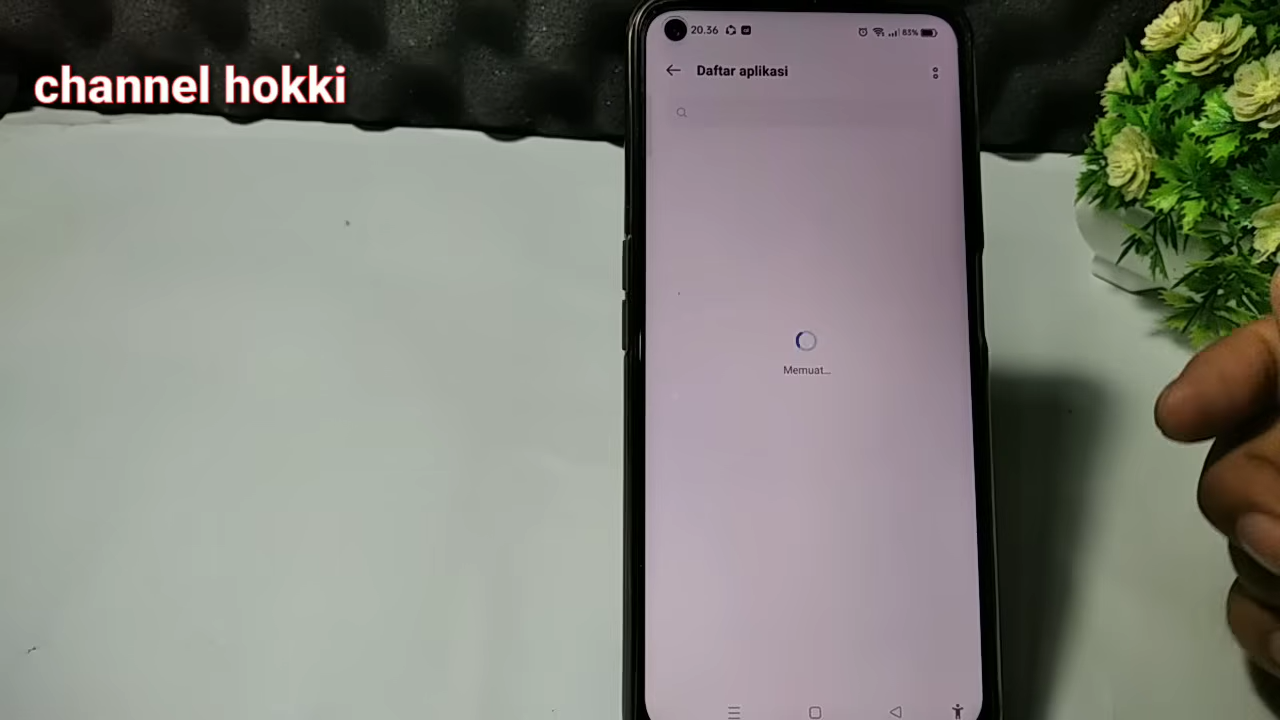 channel hokki
20.36
83%
Daftar aplikasi
Memuat...